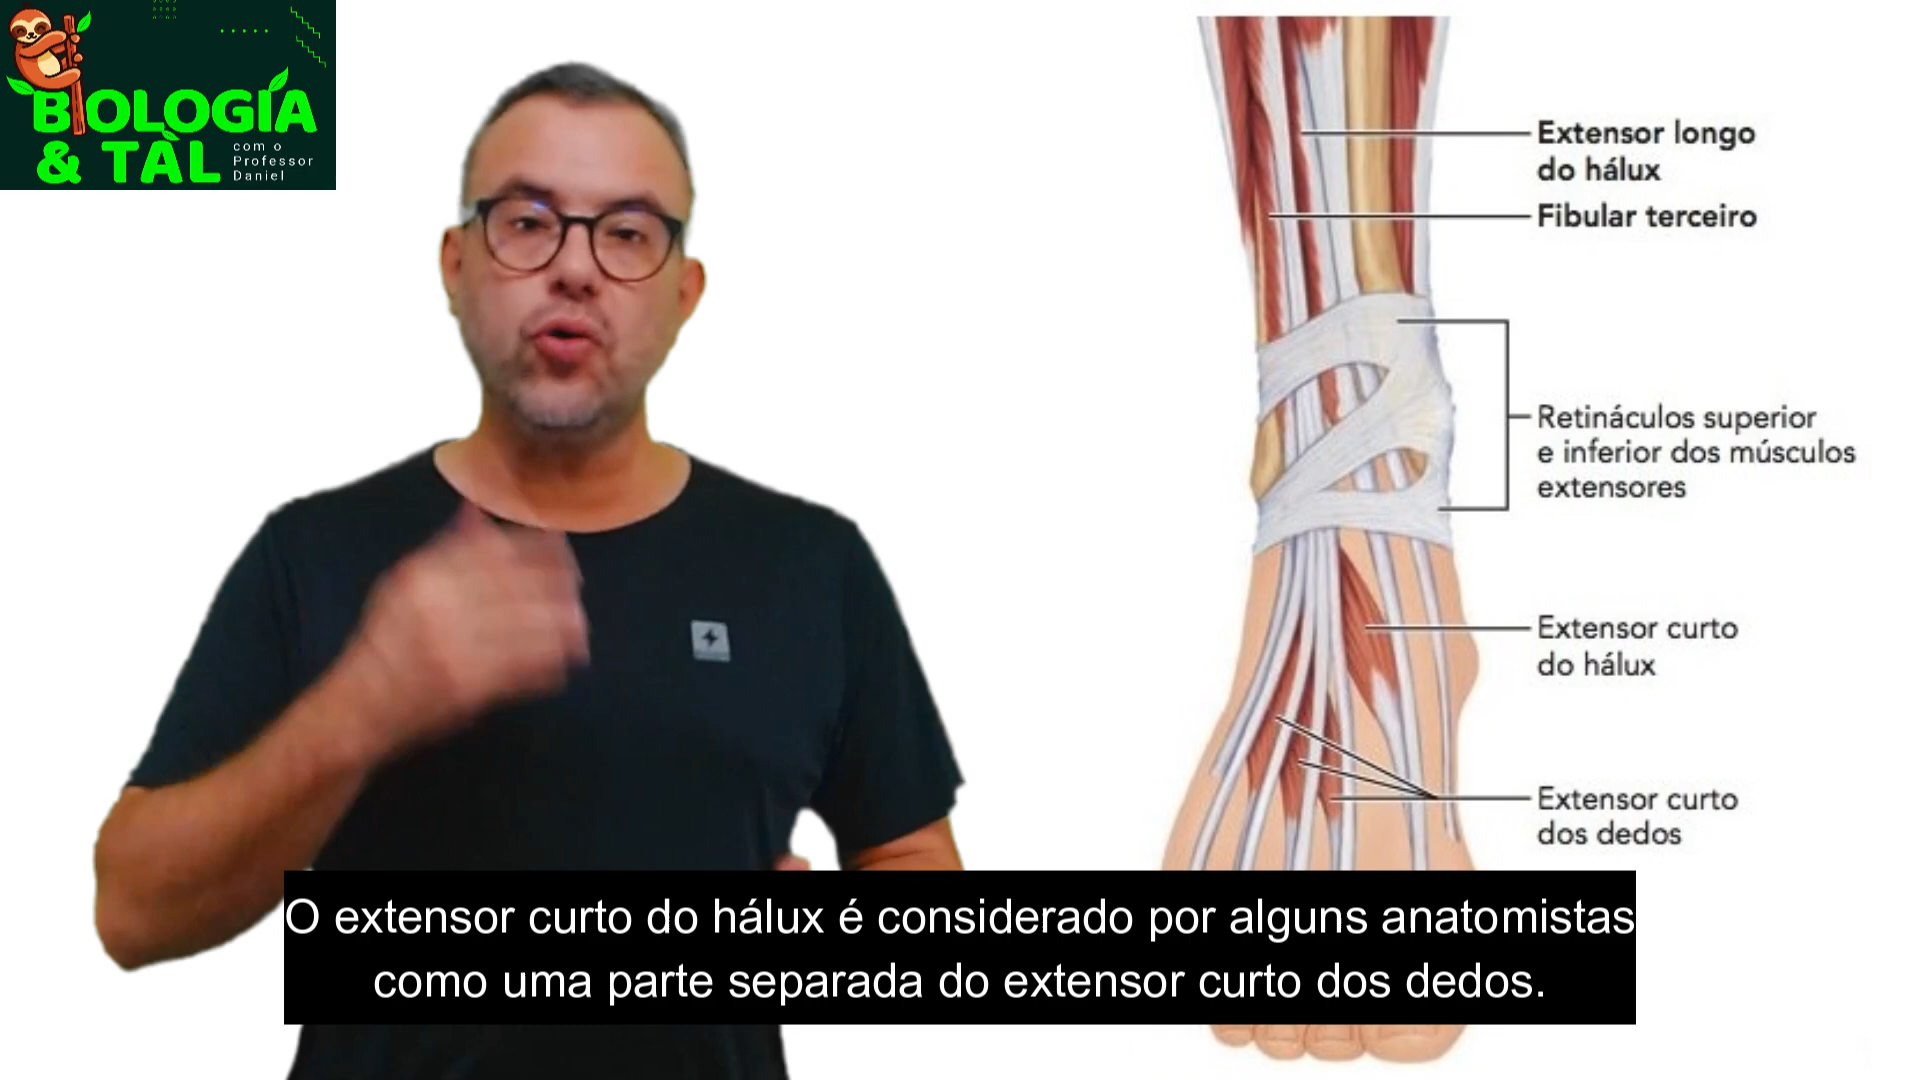 BIOLOGIA
& TAL
com o
Professor
Daniel
Extensor longo
do hálux
Fibular terceiro
Retináculos superior
e inferior dos músculos
extensores
Extensor curto
do hálux
Extensor curto
dos dedos
O extensor curto do hálux é considerado por alguns anatomistas
como uma parte separada do extensor curto dos dedos.